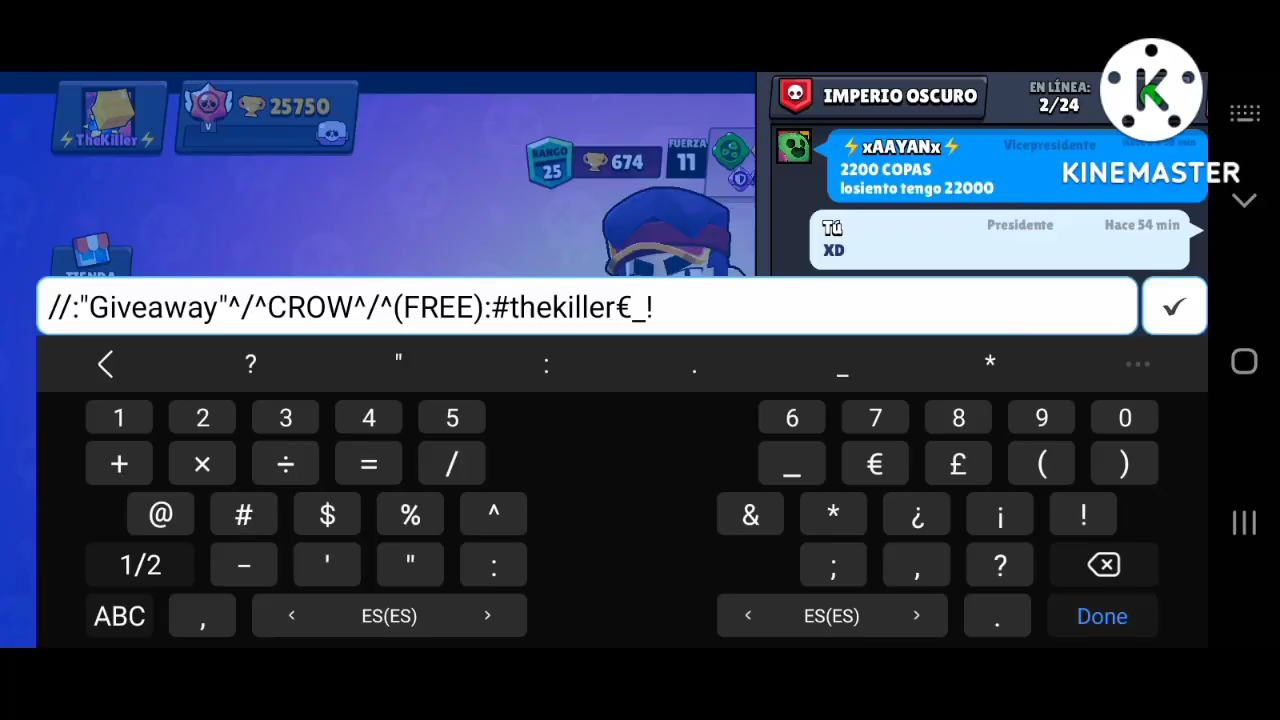 ⚡TheKiller⚡
V
25750
IMPERIO OSCURO
EN LÍNEA:
2/24
K
KINEMASTER
RANGO
25
674
FUERZA
11
⚡xAAYANx⚡ Vicepresidente
2200 COPAS
losiento tengo 22000
Tú Presidente Hace 54 min
XD
TIENDA
//:"Giveaway"^/^CROW^/^(FREE):#thekiller€_!
? " : . _ * ...
1 2 3 4 5 6 7 8 9 0
+ × ÷ = / _ € £ ( )
@ # $ % ^ & * ¿ ¡ !
1/2 - ' " : ; , ?
ABC , < ES(ES) > < ES(ES) > . Done